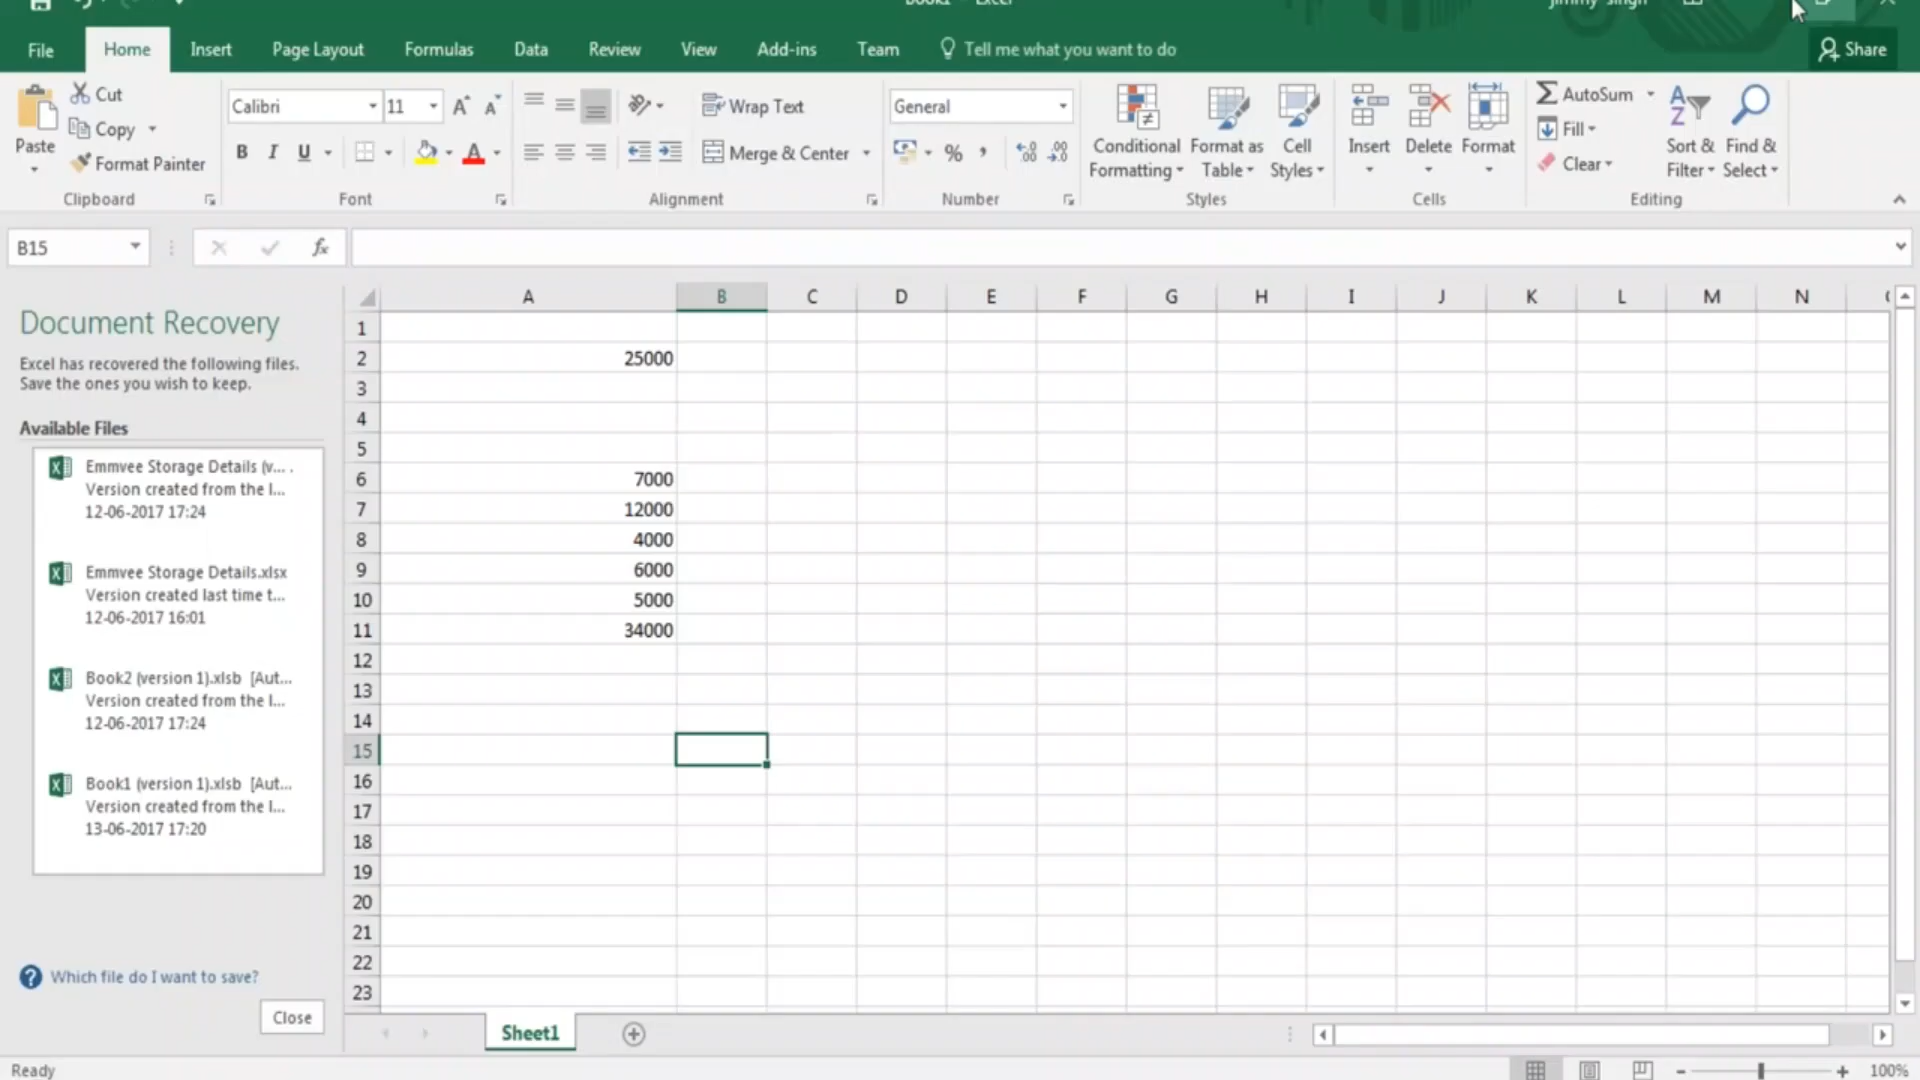 Book1 - Excel
jimmy singh
File Home Insert Page Layout Formulas Data Review View Add-ins Team Tell me what you want to do Share
Cut
Copy
Format Painter
Paste
Clipboard
Calibri 11
B I U
Font
Wrap Text
Merge & Center
Alignment
General
%
Number
Conditional Formatting
Format as Table
Cell Styles
Styles
Insert Delete Format
Cells
AutoSum
Fill
Clear
Sort & Filter
Find & Select
Editing
B15
fx
Document Recovery
Excel has recovered the following files.
Save the ones you wish to keep.
Available Files
Emmvee Storage Details (v... .
Version created from the l...
12-06-2017 17:24
Emmvee Storage Details.xlsx
Version created last time t...
12-06-2017 16:01
Book2 (version 1).xlsb [Aut...
Version created from the l...
12-06-2017 17:24
Book1 (version 1).xlsb [Aut...
Version created from the l...
13-06-2017 17:20
Which file do I want to save?
Close
A B C D E F G H I J K L M N
1
2 25000
3
4
5
6 7000
7 12000
8 4000
9 6000
10 5000
11 34000
12
13
14
15
16
17
18
19
20
21
22
23
Sheet1
Ready
100%